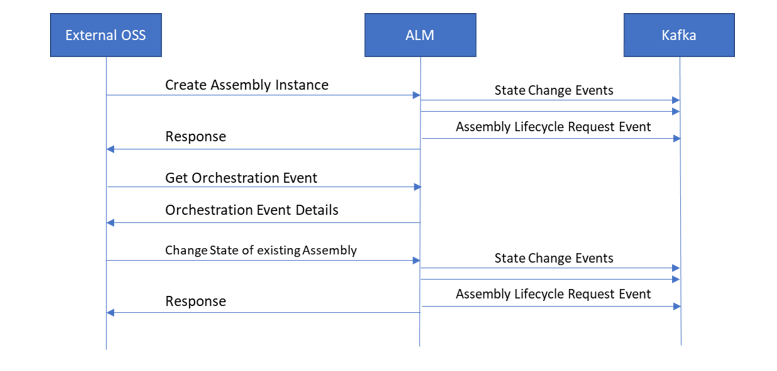 External OSS
ALM
Kafka
Create Assembly Instance
State Change Events
Assembly Lifecycle Request Event
Response
Get Orchestration Event
Orchestration Event Details
Change State of existing Assembly
State Change Events
Assembly Lifecycle Request Event
Response